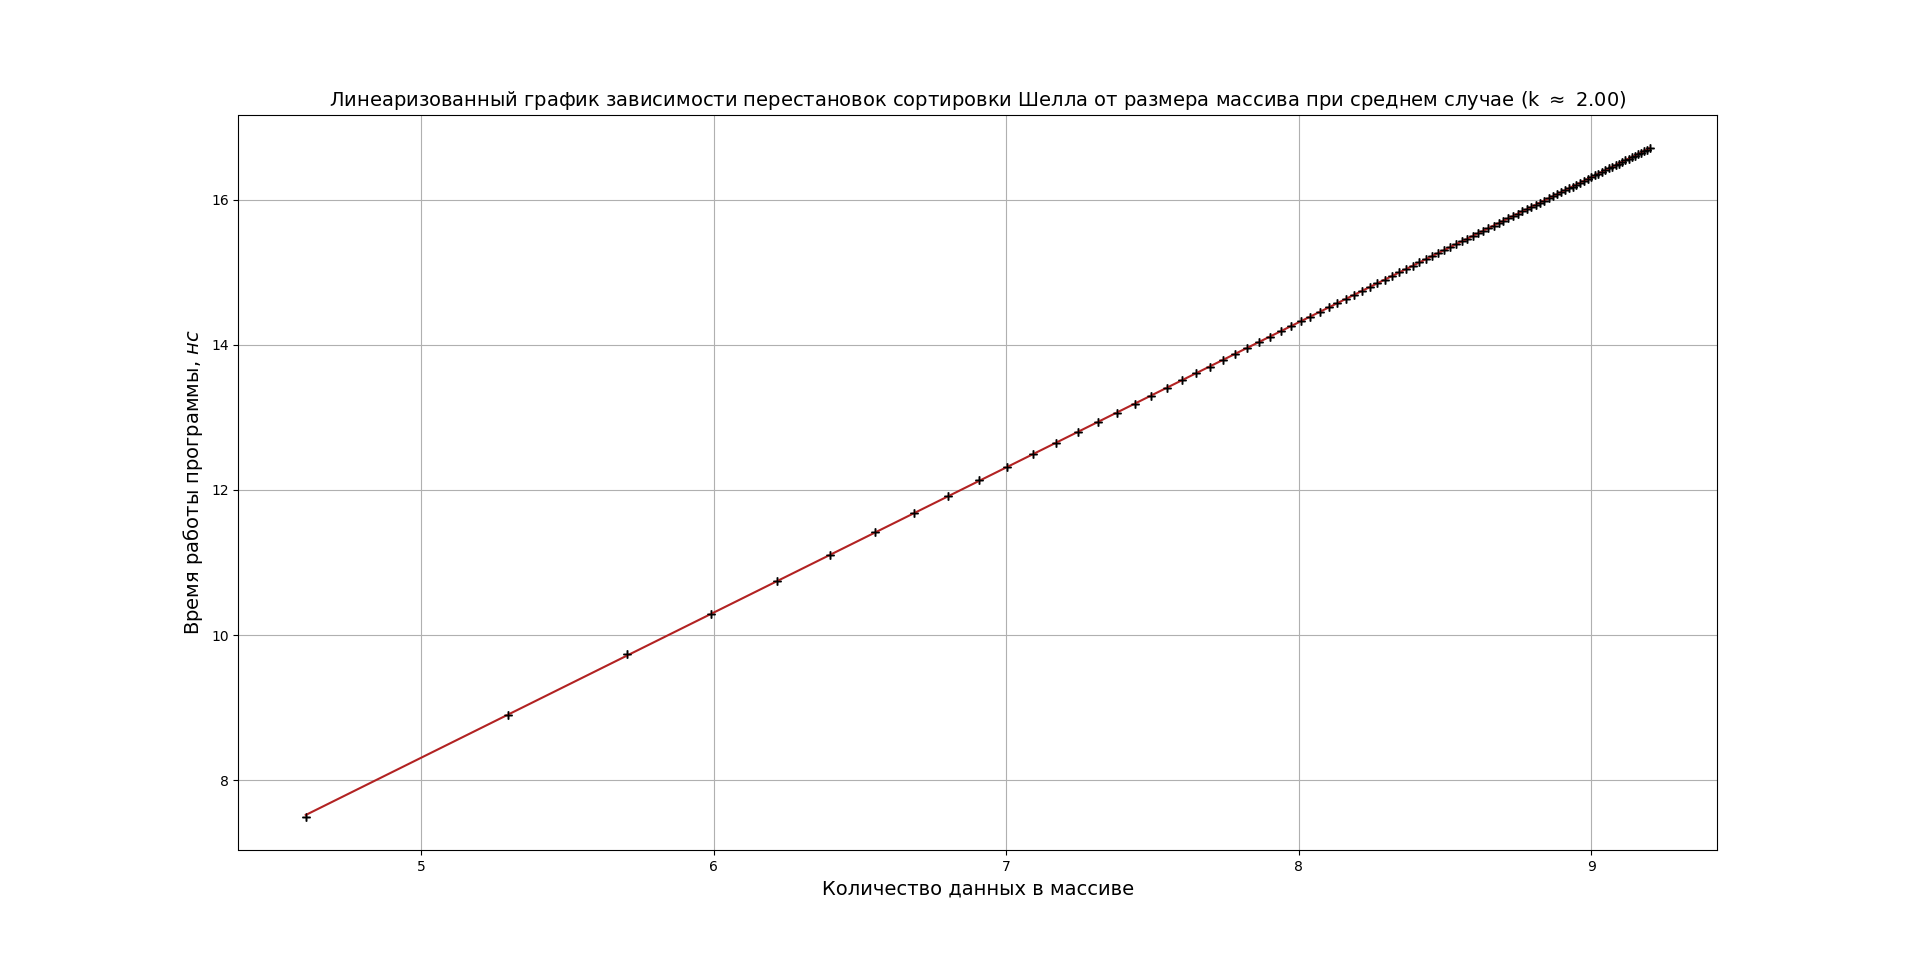 Линеаризованный график зависимости перестановок сортировки Шелла от размера массива при среднем случае (k ≈ 2.00)
Время работы программы, нс
16
14
12
10
8
5 6 7 8 9
Количество данных в массиве